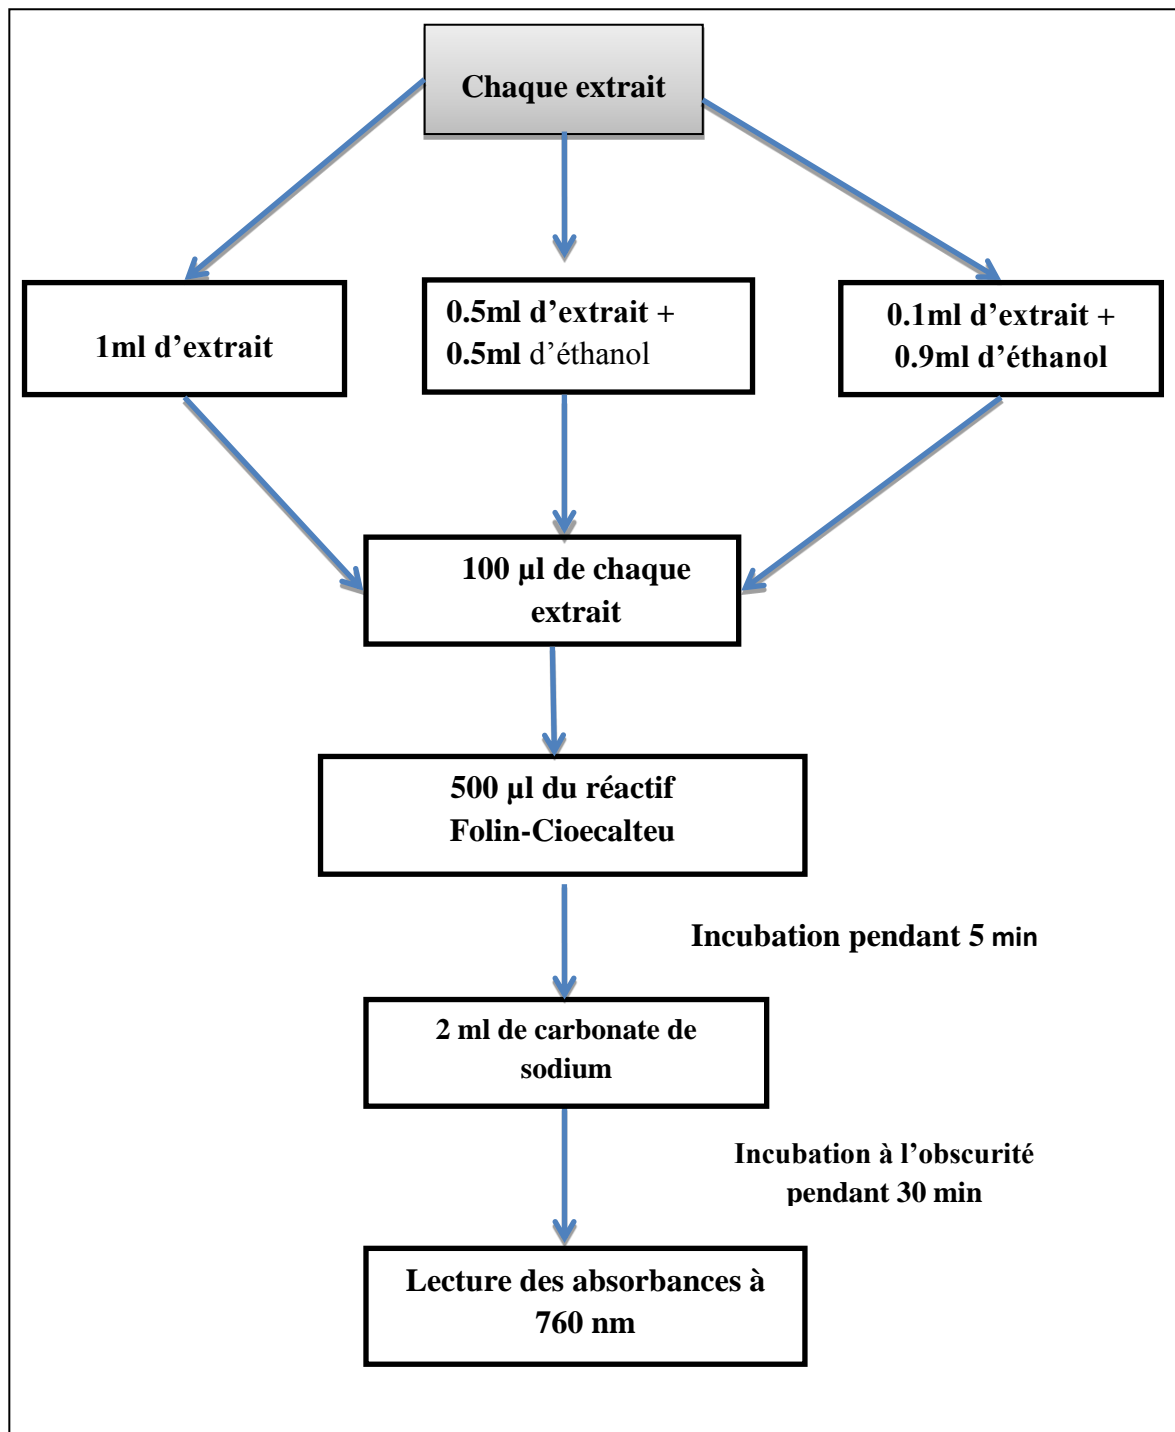 Chaque extrait
1ml d’extrait
0.5ml d’extrait +
0.5ml d’éthanol
0.1ml d’extrait +
0.9ml d’éthanol
100 µl de chaque
extrait
500 µl du réactif
Folin-Cioecalteu
Incubation pendant 5 min
2 ml de carbonate de
sodium
Incubation à l’obscurité
pendant 30 min
Lecture des absorbances à
760 nm